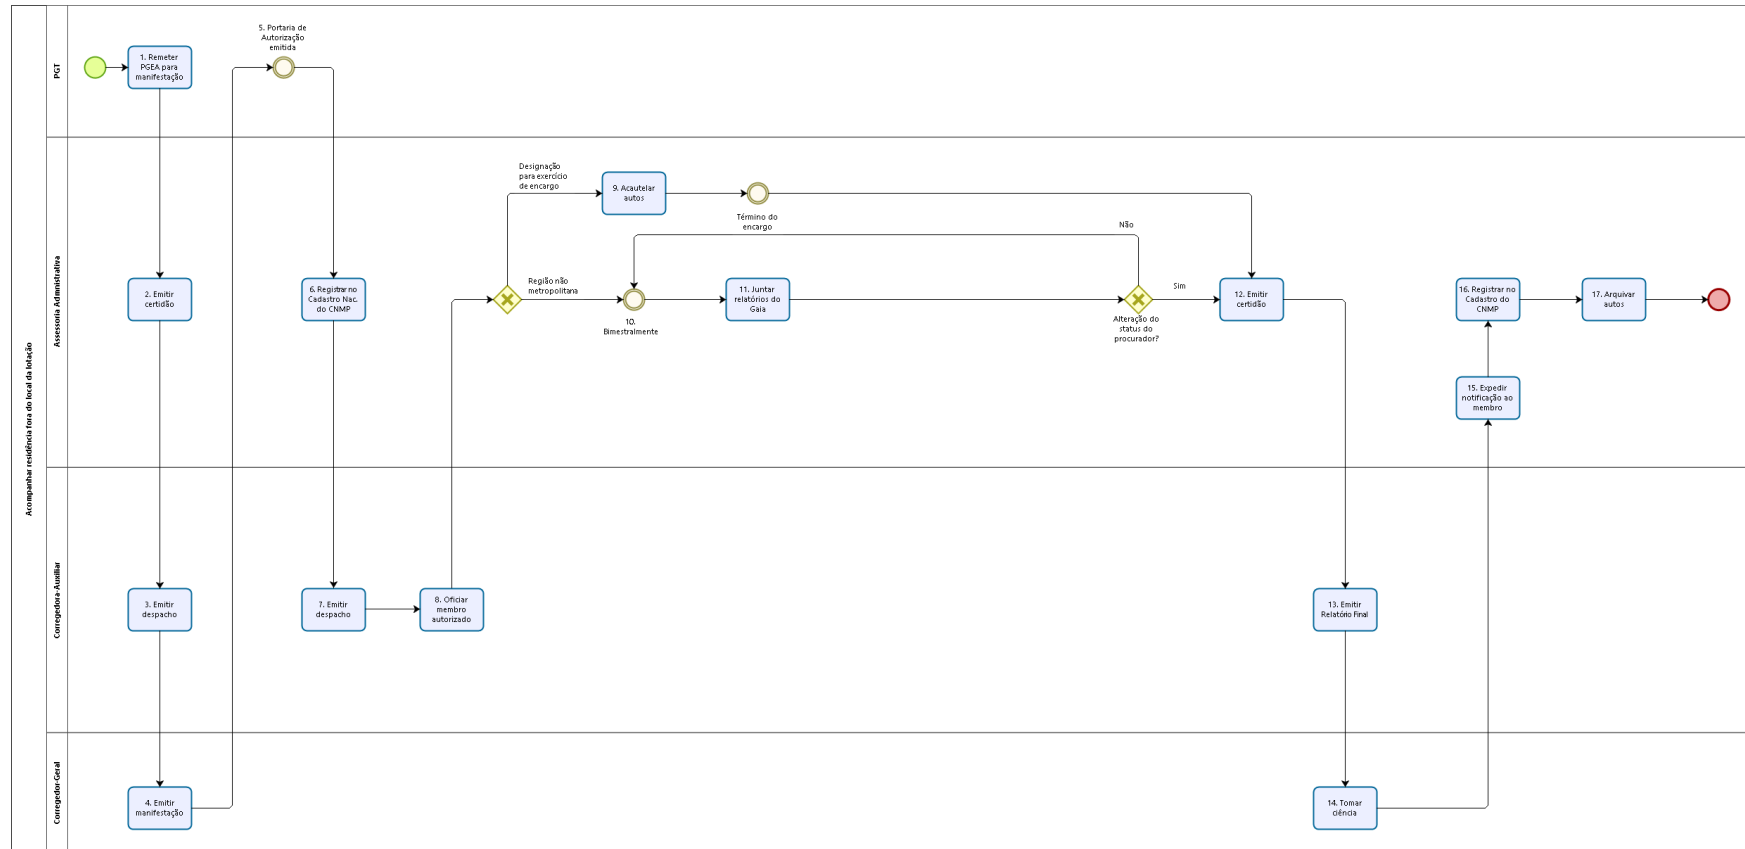 Acompanhar residência fora do local da lotação
PGT
1. Remeter
PGEA para
manifestação
5. Portaria de
Autorização
emitida
Assessoria Admnistrativa
2. Emitir
certidão
6. Registrar no
Cadastro Nac.
do CNMP
Designação
para exercício
de encargo
9. Acautelar
autos
Término do
encargo
Região não
metropolitana
10.
Bimestralmente
11. Juntar
relatórios do
Gaia
Não
Sim
Alteração do
status do
procurador?
12. Emitir
certidão
16. Registrar no
Cadastro do
CNMP
17. Arquivar
autos
15. Expedir
notificação ao
membro
Corregedora-Auxiliar
3. Emitir
despacho
7. Emitir
despacho
8. Oficiar
membro
autorizado
13. Emitir
Relatório Final
Corregedor-Geral
4. Emitir
manifestação
14. Tomar
ciência